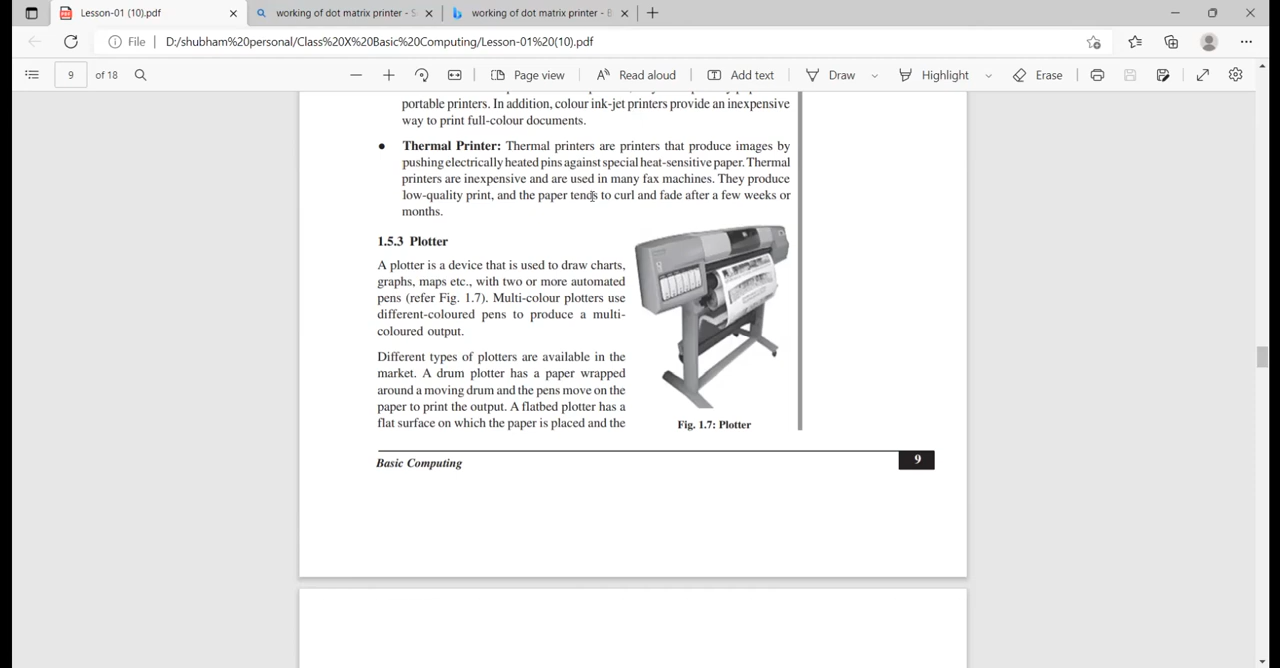 Lesson-01 (10).pdf
working of dot matrix printer - S
working of dot matrix printer - B
File
D:/shubham%20personal/Class%20X%20Basic%20Computing/Lesson-01%20(10).pdf
9 of 18
Page view
Read aloud
Add text
Draw
Highlight
Erase
portable printers. In addition, colour ink-jet printers provide an inexpensive
way to print full-colour documents.
● Thermal Printer: Thermal printers are printers that produce images by
pushing electrically heated pins against special heat-sensitive paper. Thermal
printers are inexpensive and are used in many fax machines. They produce
low-quality print, and the paper tends to curl and fade after a few weeks or
months.
1.5.3 Plotter
A plotter is a device that is used to draw charts,
graphs, maps etc., with two or more automated
pens (refer Fig. 1.7). Multi-colour plotters use
different-coloured pens to produce a multi-
coloured output.
Different types of plotters are available in the
market. A drum plotter has a paper wrapped
around a moving drum and the pens move on the
paper to print the output. A flatbed plotter has a
flat surface on which the paper is placed and the
Fig. 1.7: Plotter
Basic Computing
9